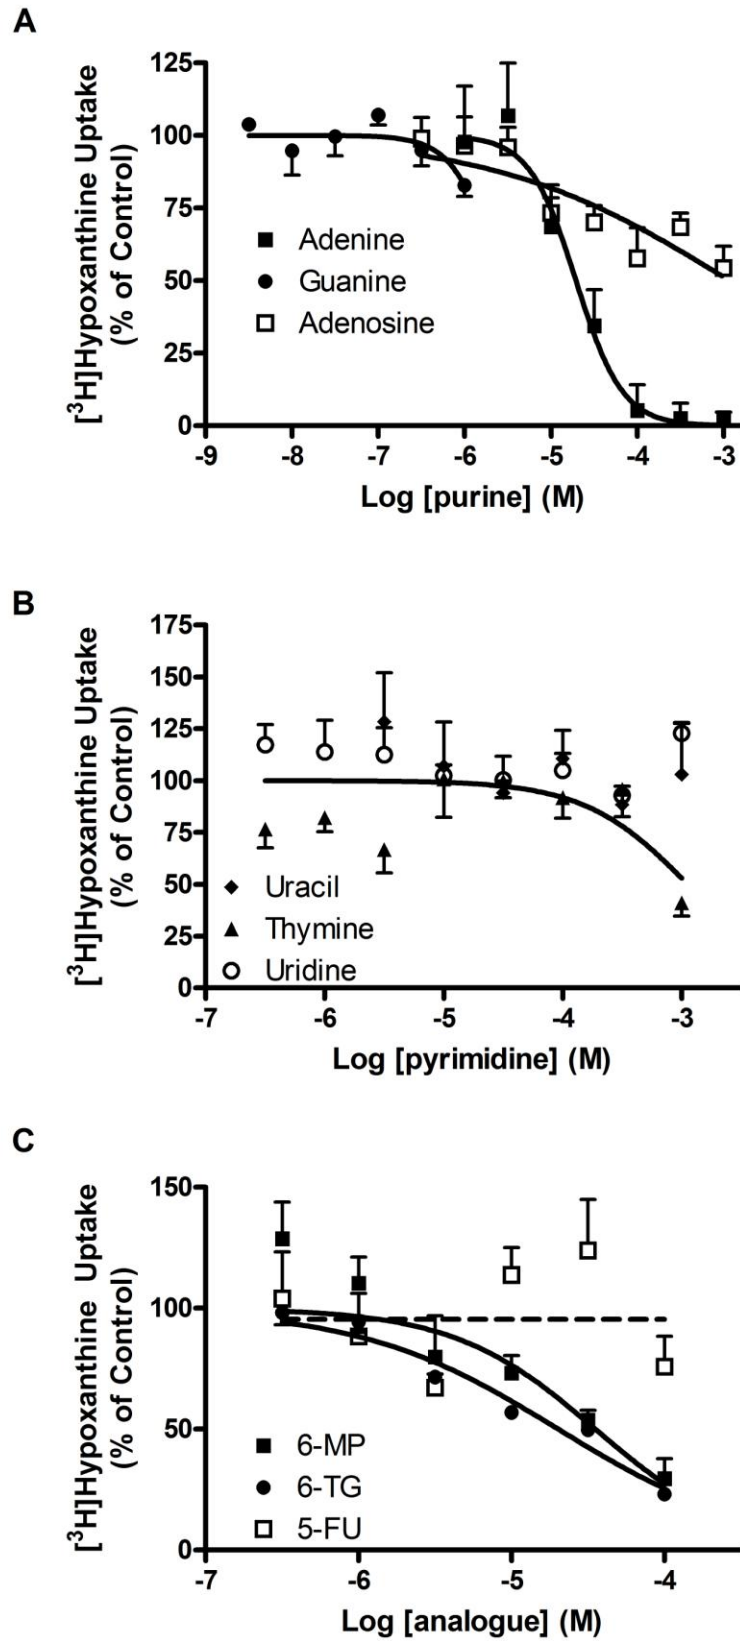 A
[³H]Hypoxanthine Uptake
(% of Control)
125
100
75
50
25
0
Adenine
Guanine
Adenosine
-9 -8 -7 -6 -5 -4 -3
Log [purine] (M)
B
[³H]Hypoxanthine Uptake
(% of Control)
175
150
125
100
75
50
25
0
Uracil
Thymine
Uridine
-7 -6 -5 -4 -3
Log [pyrimidine] (M)
C
[³H]Hypoxanthine Uptake
(% of Control)
150
100
50
0
6-MP
6-TG
5-FU
-7 -6 -5 -4
Log [analogue] (M)